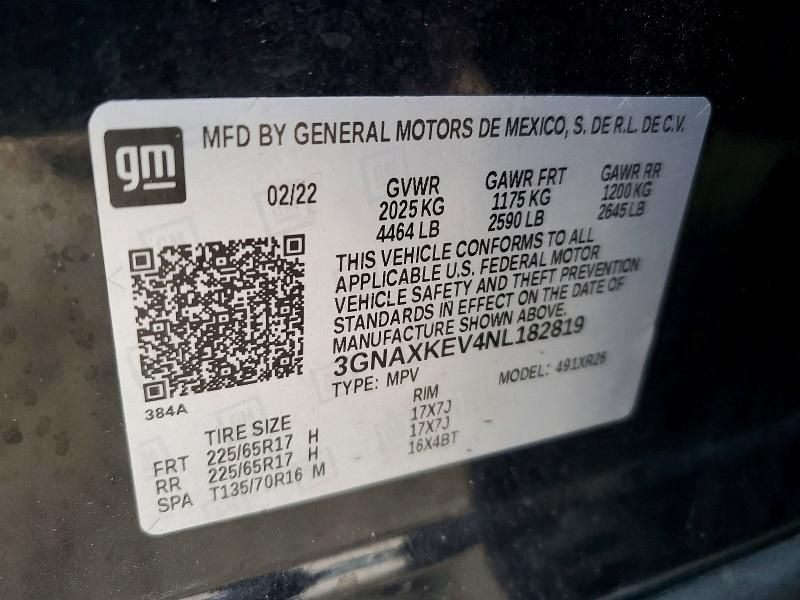 gm
MFD BY GENERAL MOTORS DE MEXICO, S. DE R.L. DE C.V.
02/22
GVWR GAWR FRT GAWR RR
2025 KG 1175 KG 1200 KG
4464 LB 2590 LB 2645 LB
THIS VEHICLE CONFORMS TO ALL
APPLICABLE U.S. FEDERAL MOTOR
VEHICLE SAFETY AND THEFT PREVENTION
STANDARDS IN EFFECT ON THE DATE OF
MANUFACTURE SHOWN ABOVE.
3GNAXKEV4NL182819
TYPE: MPV MODEL: 491XR26
384A
TIRE SIZE RIM
FRT 225/65R17 H 17X7J
RR 225/65R17 H 17X7J
SPA T135/70R16 M 16X4BT